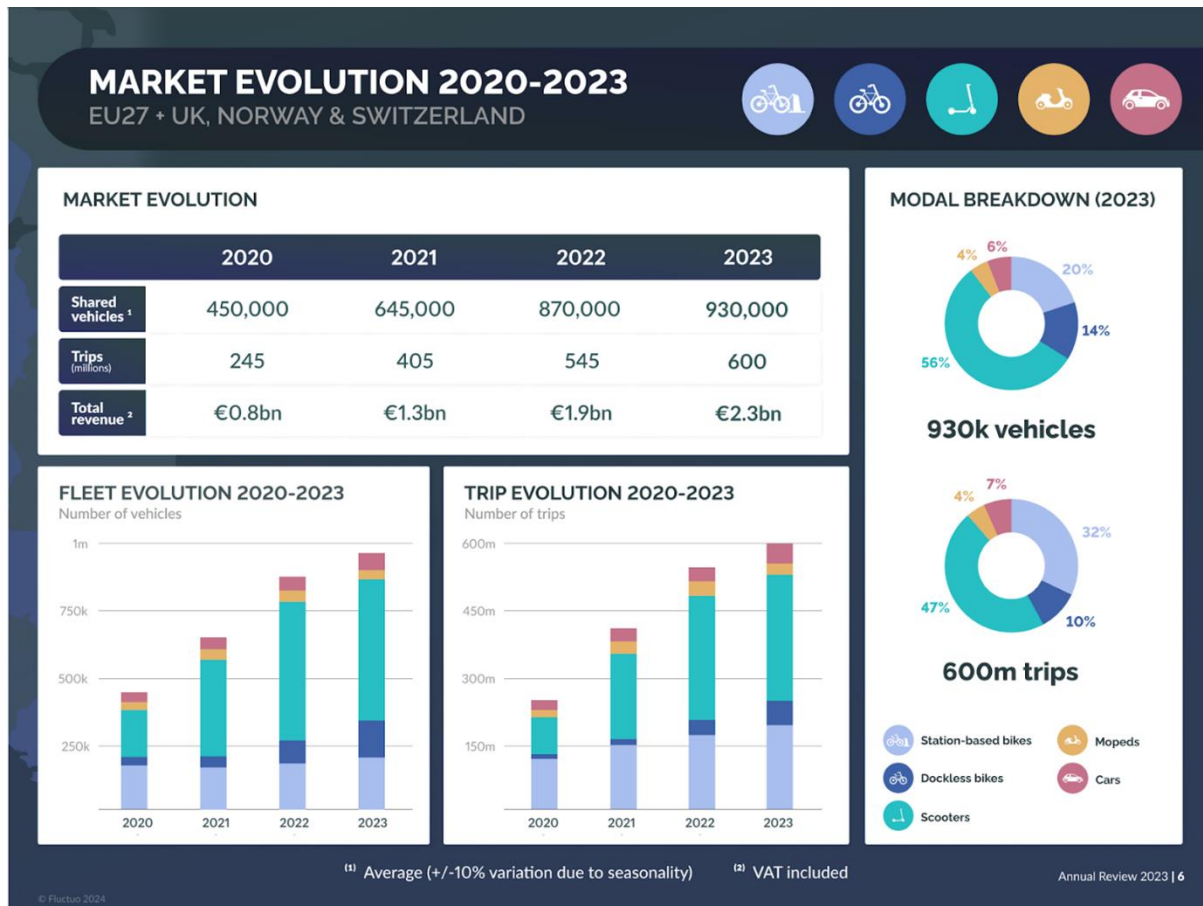 MARKET EVOLUTION 2020-2023
EU27 + UK, NORWAY & SWITZERLAND
MARKET EVOLUTION
2020 2021 2022 2023
Shared vehicles ¹ 450,000 645,000 870,000 930,000
Trips (millions) 245 405 545 600
Total revenue ² €0.8bn €1.3bn €1.9bn €2.3bn
FLEET EVOLUTION 2020-2023
Number of vehicles
1m
750k
500k
250k
2020 2021 2022 2023
TRIP EVOLUTION 2020-2023
Number of trips
600m
450m
300m
150m
2020 2021 2022 2023
MODAL BREAKDOWN (2023)
4% 6% 20%
14%
56%
930k vehicles
4% 7% 32%
47% 10%
600m trips
Station-based bikes
Mopeds
Dockless bikes
Cars
Scooters
(1) Average (+/-10% variation due to seasonality) (2) VAT included
Annual Review 2023 | 6
© Fluctuo 2024